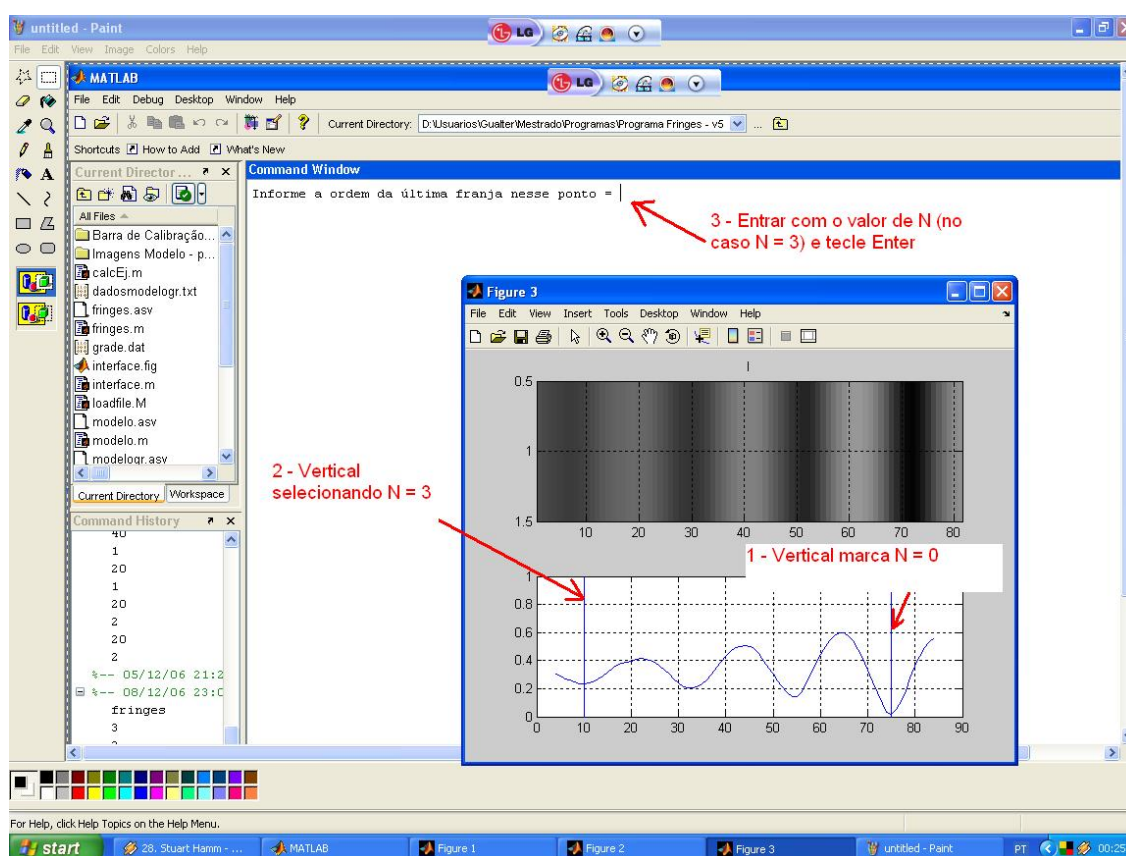 untitled - Paint
LG
File Edit View Image Colors Help
MATLAB
LG
File Edit Debug Desktop Window Help
Current Directory: D:\Usuarios\Gualter\Mestrado\Programas\Programa Fringes - v5 ...
Shortcuts How to Add What's New
Current Director...
Command Window
Informe a ordem da última franja nesse ponto =
3 - Entrar com o valor de N (no
caso N = 3) e tecle Enter
All Files
Barra de Calibração...
Imagens Modelo - p...
calcEj.m
dadosmodelogr.txt
fringes.asv
fringes.m
grade.dat
interface.fig
interface.m
loadfile.M
modelo.asv
modelo.m
modelogr.asv
Current Directory Workspace
Command History
40
1
20
1
20
2
20
2
%-- 05/12/06 21:2
%-- 08/12/06 23:0
fringes
3
Figure 3
File Edit View Insert Tools Desktop Window Help
I
0.5
1
1.5
10 20 30 40 50 60 70 80
2 - Vertical
selecionando N = 3
1 - Vertical marca N = 0
1
0.8
0.6
0.4
0.2
0
0 10 20 30 40 50 60 70 80 90
For Help, click Help Topics on the Help Menu.
start 28. Stuart Hamm - ... MATLAB Figure 1 Figure 2 Figure 3 untitled - Paint PT 00:25